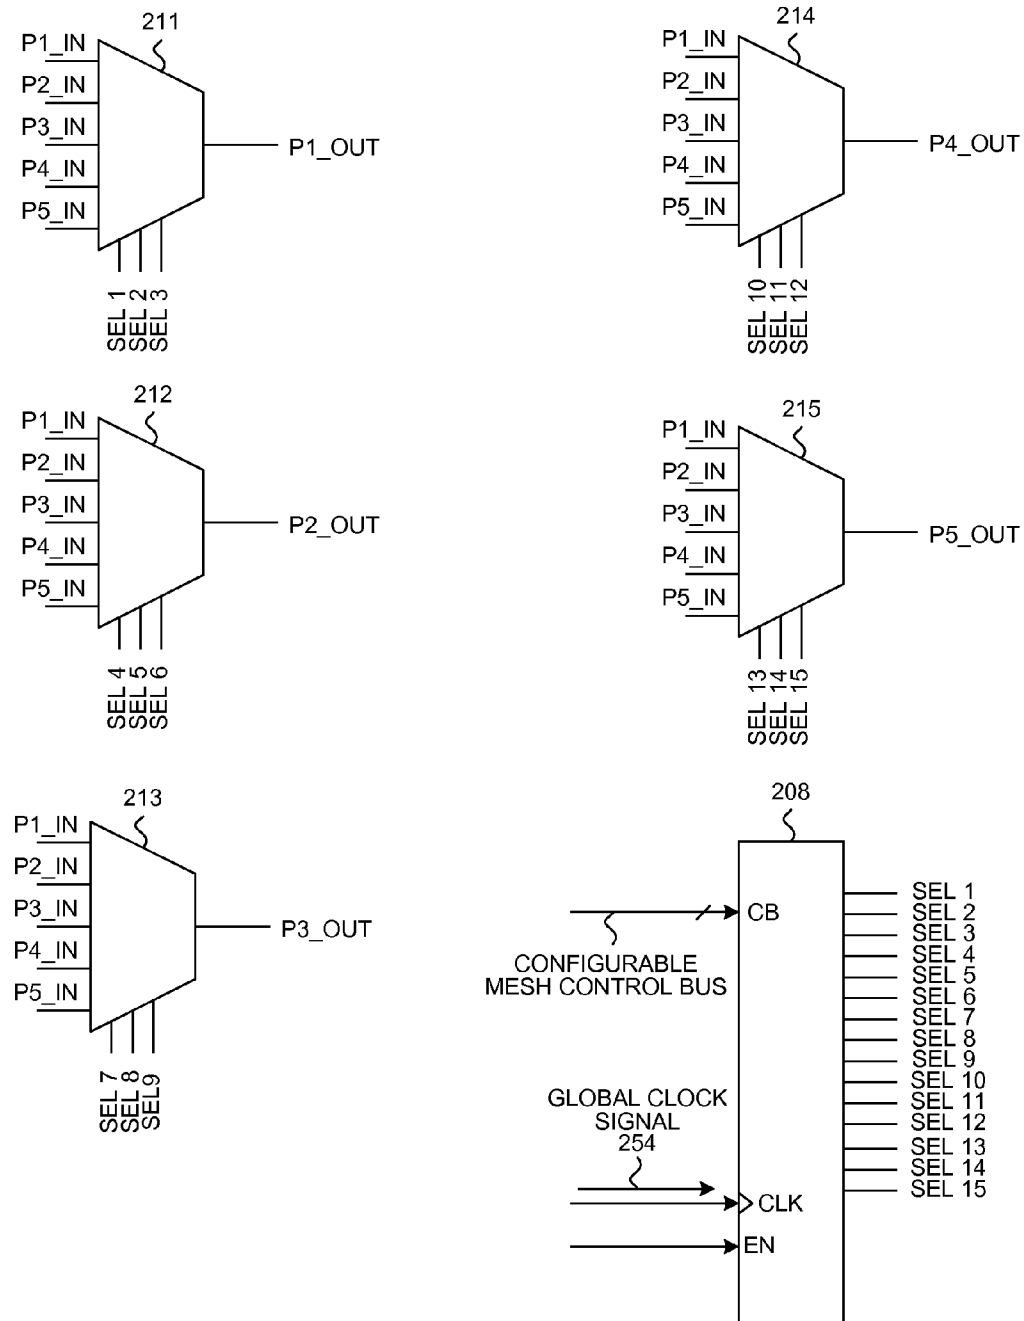 211
P1_IN
P2_IN
P3_IN
P4_IN
P5_IN
P1_OUT
SEL 1
SEL 2
SEL 3
214
P1_IN
P2_IN
P3_IN
P4_IN
P5_IN
P4_OUT
SEL 10
SEL 11
SEL 12
212
P1_IN
P2_IN
P3_IN
P4_IN
P5_IN
P2_OUT
SEL 4
SEL 5
SEL 6
215
P1_IN
P2_IN
P3_IN
P4_IN
P5_IN
P5_OUT
SEL 13
SEL 14
SEL 15
213
P1_IN
P2_IN
P3_IN
P4_IN
P5_IN
P3_OUT
SEL 7
SEL 8
SEL9
208
CB
CONFIGURABLE
MESH CONTROL BUS
GLOBAL CLOCK
SIGNAL
254
CLK
EN
SEL 1
SEL 2
SEL 3
SEL 4
SEL 5
SEL 6
SEL 7
SEL 8
SEL 9
SEL 10
SEL 11
SEL 12
SEL 13
SEL 14
SEL 15